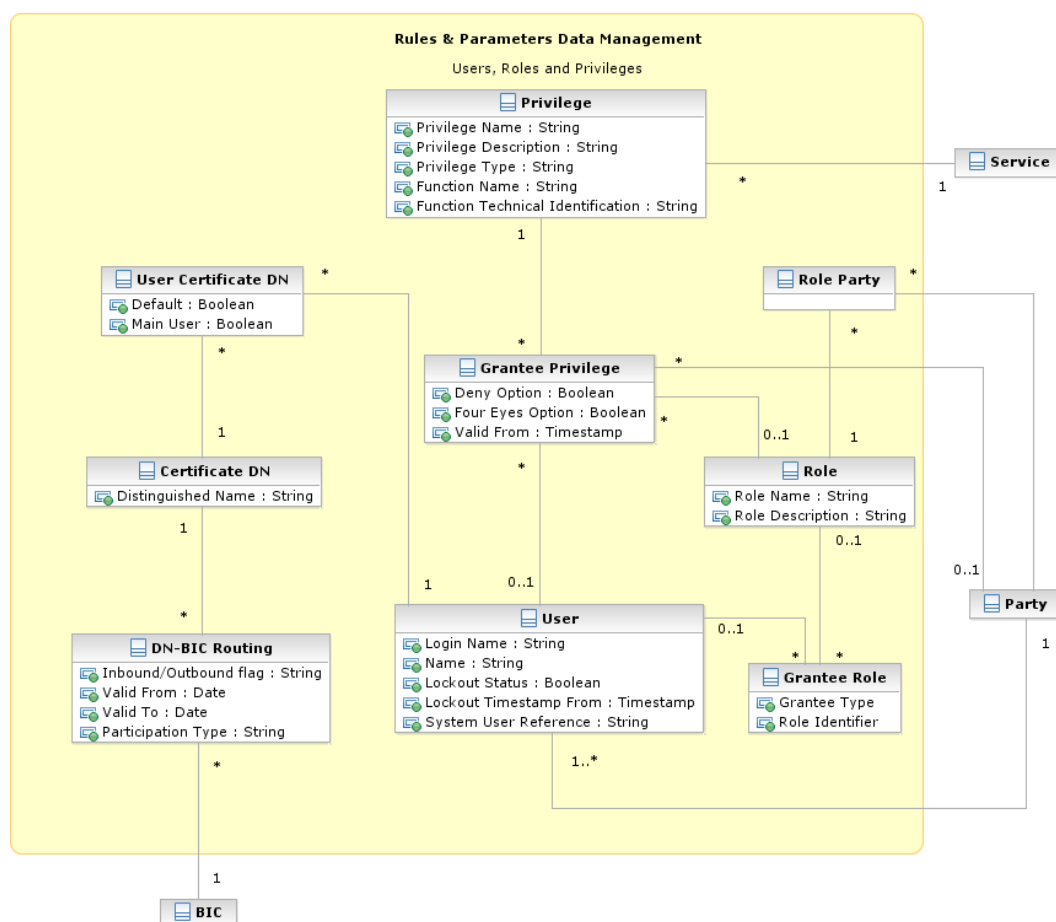 Rules & Parameters Data Management
Users, Roles and Privileges
Privilege
Privilege Name : String
Privilege Description : String
Privilege Type : String
Function Name : String
Function Technical Identification : String
*
1
Service
1
User Certificate DN
Default : Boolean
Main User : Boolean
*
*
Role Party
*
*
*
Grantee Privilege
Deny Option : Boolean
Four Eyes Option : Boolean
Valid From : Timestamp
*
*
*
0..1
1
1
Certificate DN
Distinguished Name : String
1
Role
Role Name : String
Role Description : String
0..1
0..1
0..1
1
*
User
Login Name : String
Name : String
Lockout Status : Boolean
Lockout Timestamp From : Timestamp
System User Reference : String
0..1
1..*
Party
1
DN-BIC Routing
Inbound/Outbound flag : String
Valid From : Date
Valid To : Date
Participation Type : String
*
*
*
Grantee Role
Grantee Type
Role Identifier
1
BIC